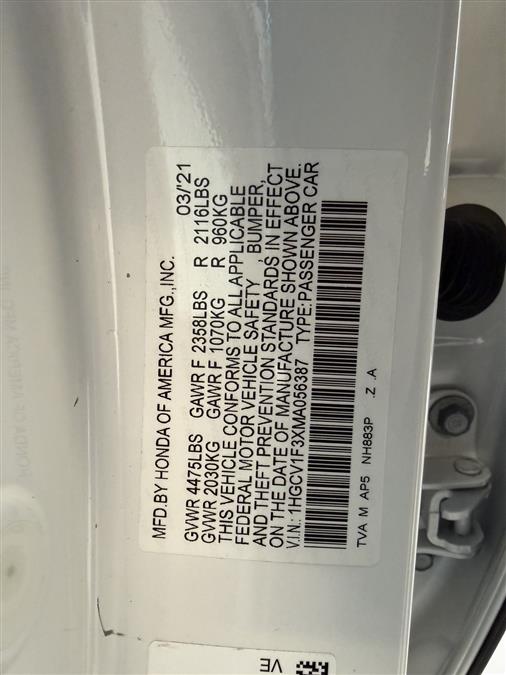 MFD.BY HONDA OF AMERICA MFG.,INC. 03/'21
GVWR 4475LBS GAWR F 2358LBS R 2116LBS
GVWR 2030KG GAWR F 1070KG R 960KG
THIS VEHICLE CONFORMS TO ALL APPLICABLE
FEDERAL MOTOR VEHICLE SAFETY , BUMPER,
AND THEFT PREVENTION STANDARDS IN EFFECT
ON THE DATE OF MANUFACTURE SHOWN ABOVE.
V.I.N.: 1HGCV1F3XMA056387 TYPE:PASSENGER CAR
TVA M AP5 NH883P .Z .A
VE